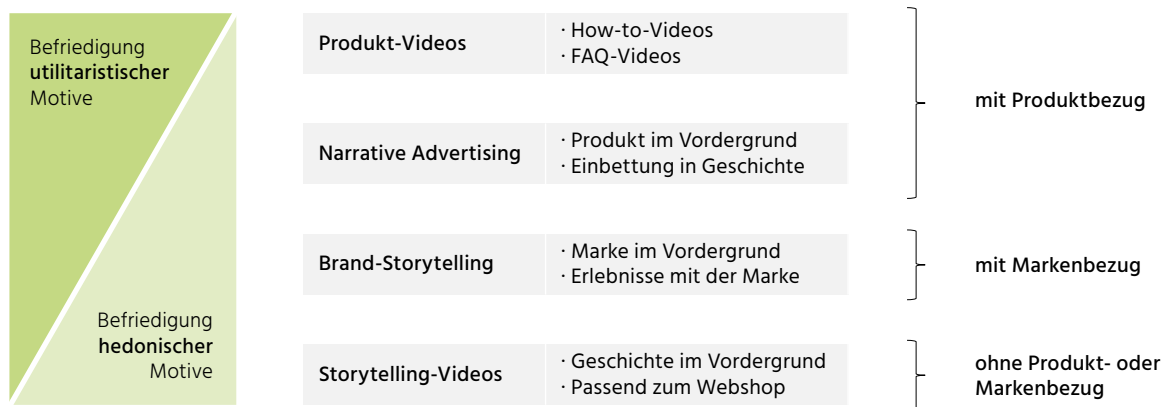 Befriedigung
utilitaristischer
Motive
Befriedigung
hedonischer
Motive
Produkt-Videos
· How-to-Videos
· FAQ-Videos
mit Produktbezug
Narrative Advertising
· Produkt im Vordergrund
· Einbettung in Geschichte
Brand-Storytelling
· Marke im Vordergrund
· Erlebnisse mit der Marke
mit Markenbezug
Storytelling-Videos
· Geschichte im Vordergrund
· Passend zum Webshop
ohne Produkt- oder
Markenbezug